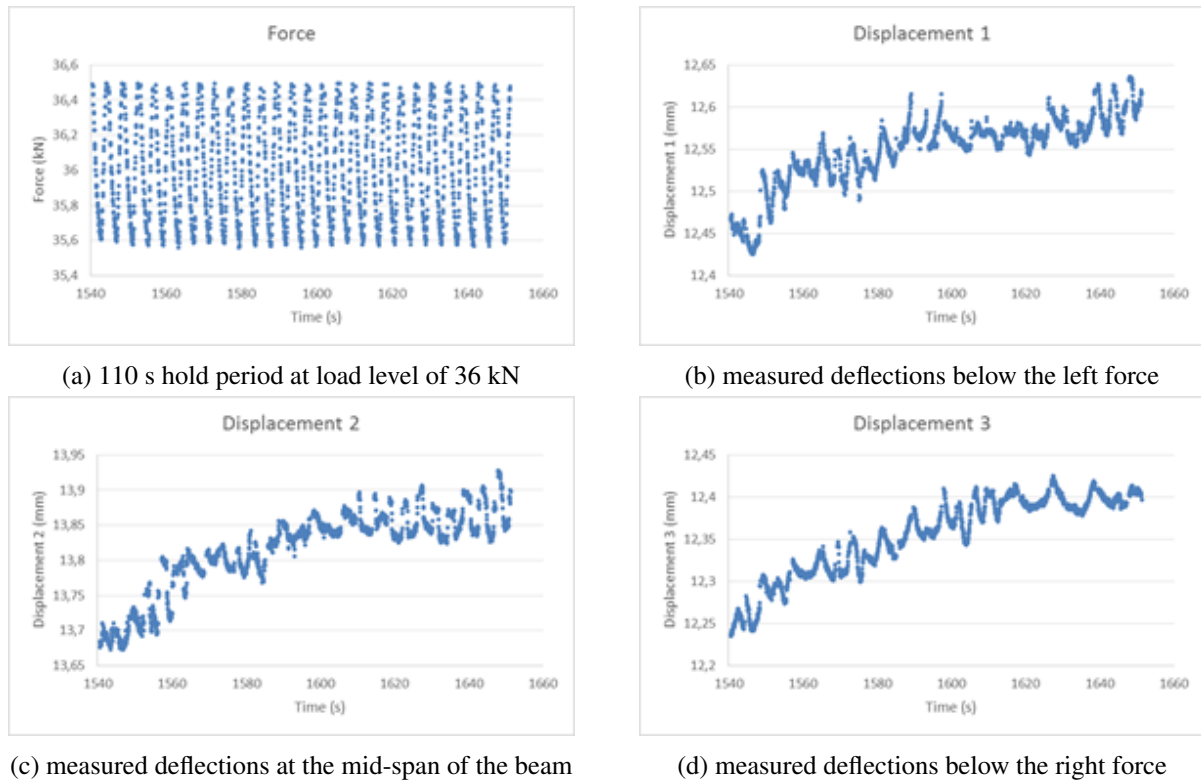 Force
Force (kN)
36,6
36,4
36,2
36
35,8
35,6
35,4
1540 1560 1580 1600 1620 1640 1660
Time (s)
(a) 110 s hold period at load level of 36 kN
Displacement 1
Displacement 1 (mm)
12,65
12,6
12,55
12,5
12,45
12,4
1540 1560 1580 1600 1620 1640 1660
Time (s)
(b) measured deflections below the left force
Displacement 2
Displacement 2 (mm)
13,95
13,9
13,85
13,8
13,75
13,7
13,65
1540 1560 1580 1600 1620 1640 1660
Time (s)
(c) measured deflections at the mid-span of the beam
Displacement 3
Displacement 3 (mm)
12,45
12,4
12,35
12,3
12,25
12,2
1540 1560 1580 1600 1620 1640 1660
Time (s)
(d) measured deflections below the right force